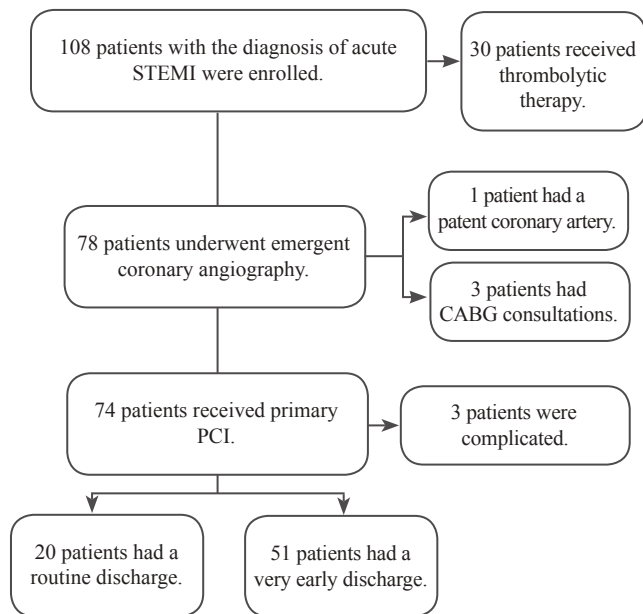 108 patients with the diagnosis of acute
STEMI were enrolled.
30 patients received
thrombolytic
therapy.
78 patients underwent emergent
coronary angiography.
1 patient had a
patent coronary artery.
3 patients had
CABG consultations.
74 patients received primary
PCI.
3 patients were
complicated.
20 patients had a
routine discharge.
51 patients had a
very early discharge.